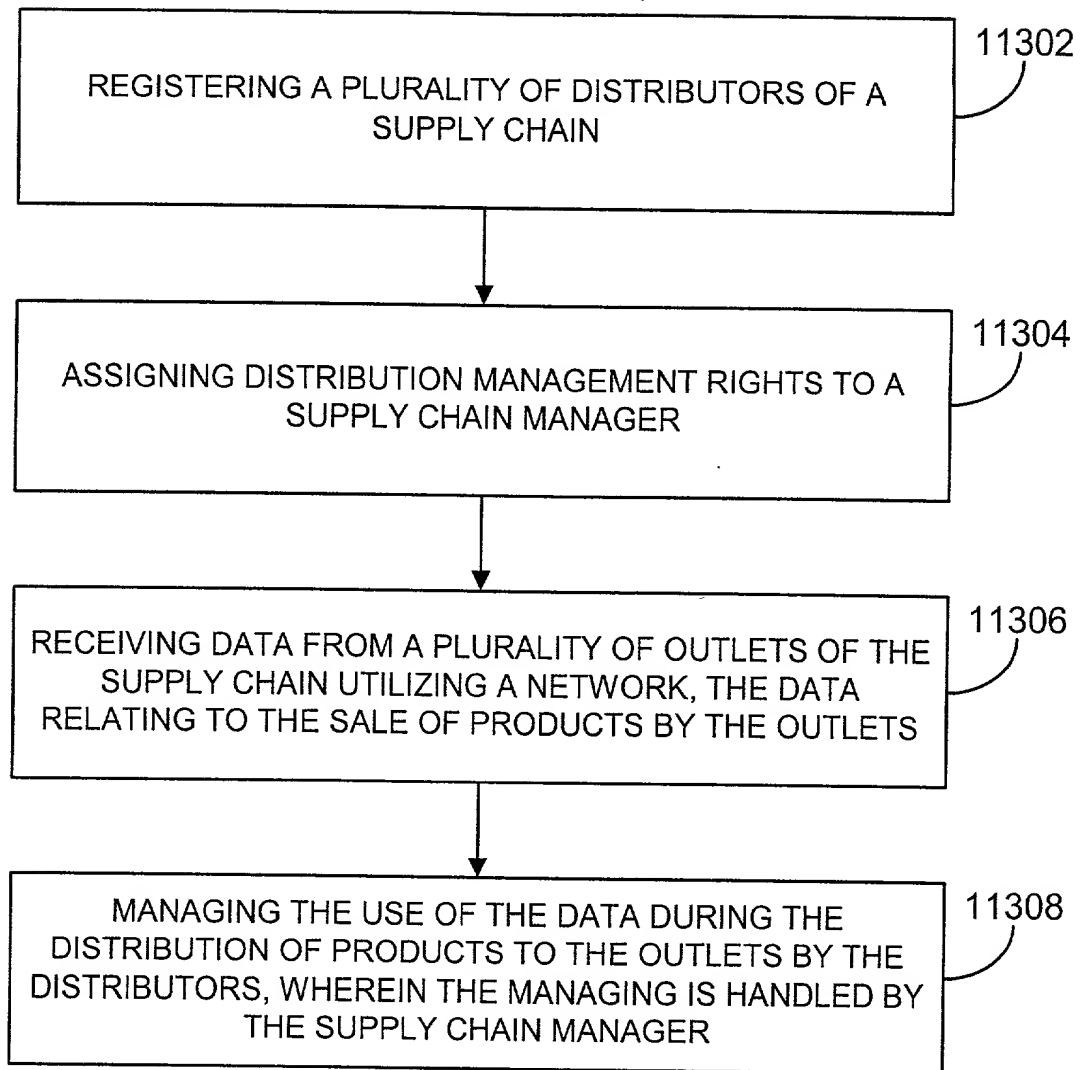 11302
REGISTERING A PLURALITY OF DISTRIBUTORS OF A
SUPPLY CHAIN
11304
ASSIGNING DISTRIBUTION MANAGEMENT RIGHTS TO A
SUPPLY CHAIN MANAGER
11306
RECEIVING DATA FROM A PLURALITY OF OUTLETS OF THE
SUPPLY CHAIN UTILIZING A NETWORK, THE DATA
RELATING TO THE SALE OF PRODUCTS BY THE OUTLETS
11308
MANAGING THE USE OF THE DATA DURING THE
DISTRIBUTION OF PRODUCTS TO THE OUTLETS BY THE
DISTRIBUTORS, WHEREIN THE MANAGING IS HANDLED BY
THE SUPPLY CHAIN MANAGER